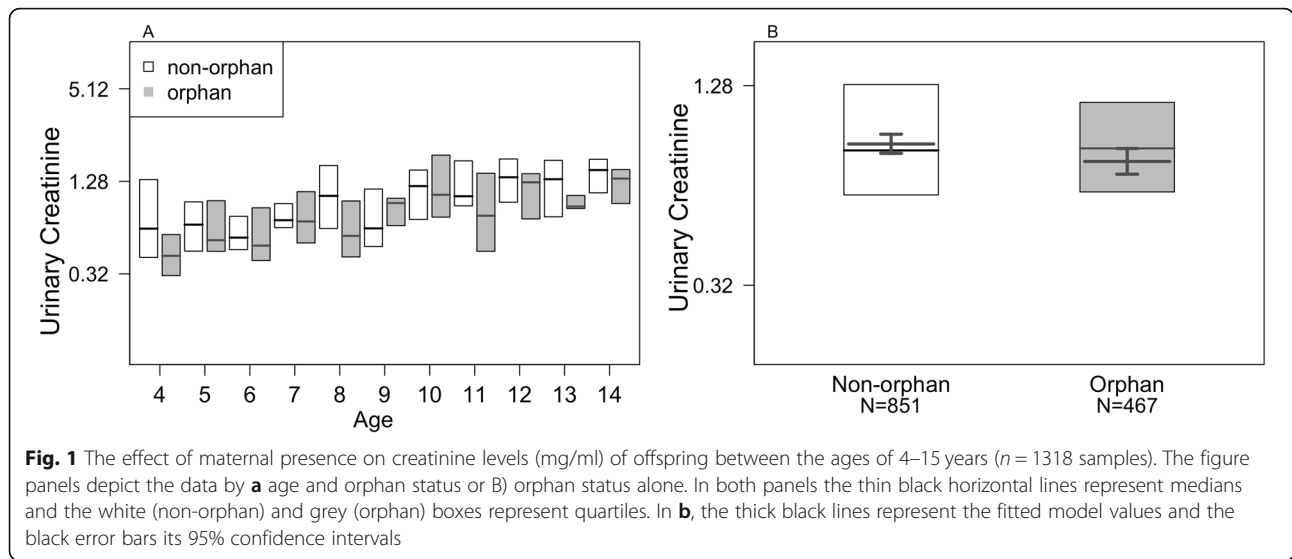 A
non-orphan
orphan
5.12
1.28
0.32
Urinary Creatinine
4 5 6 7 8 9 10 11 12 13 14
Age
B
1.28
0.32
Urinary Creatinine
Non-orphan Orphan
N=851 N=467
Fig. 1 The effect of maternal presence on creatinine levels (mg/ml) of offspring between the ages of 4–15 years (n = 1318 samples). The figure
panels depict the data by a age and orphan status or B) orphan status alone. In both panels the thin black horizontal lines represent medians
and the white (non-orphan) and grey (orphan) boxes represent quartiles. In b, the thick black lines represent the fitted model values and the
black error bars its 95% confidence intervals